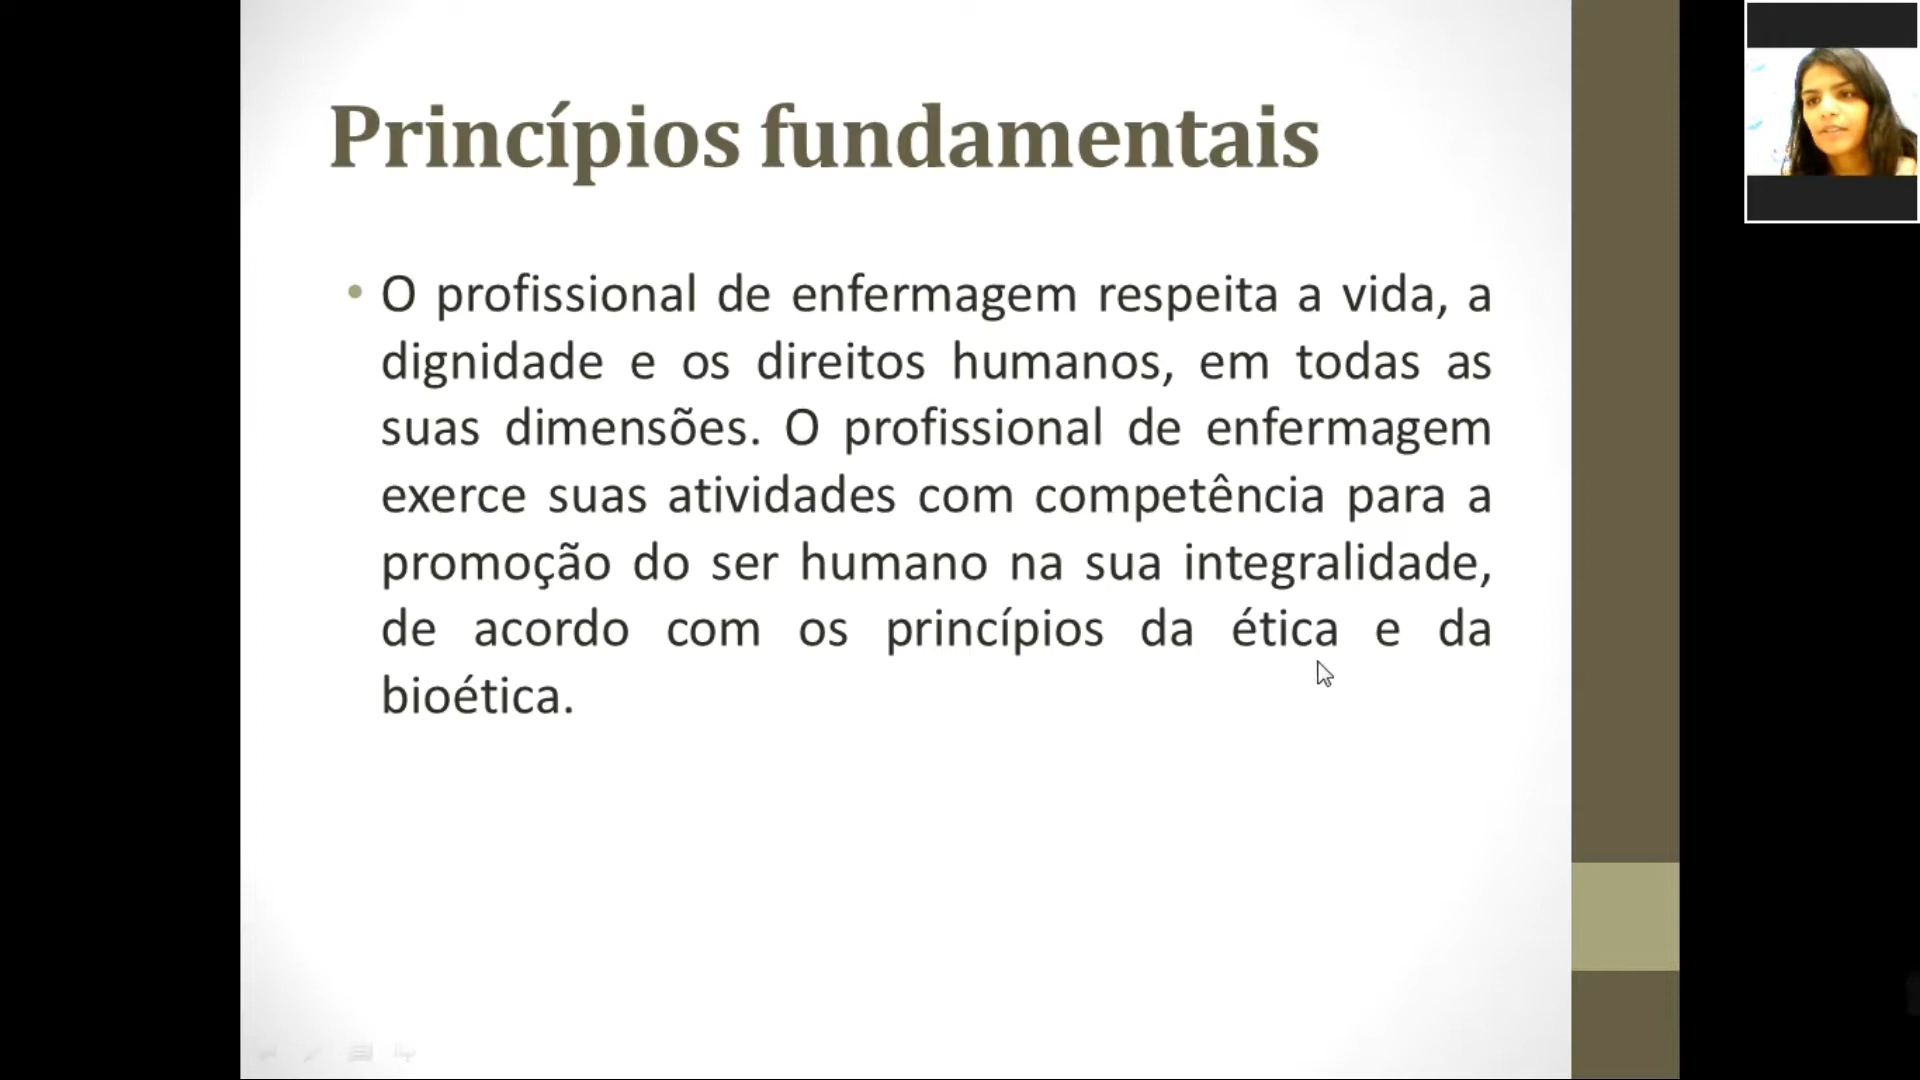 Princípios fundamentais
• O profissional de enfermagem respeita a vida, a
dignidade e os direitos humanos, em todas as
suas dimensões. O profissional de enfermagem
exerce suas atividades com competência para a
promoção do ser humano na sua integralidade,
de acordo com os princípios da ética e da
bioética.